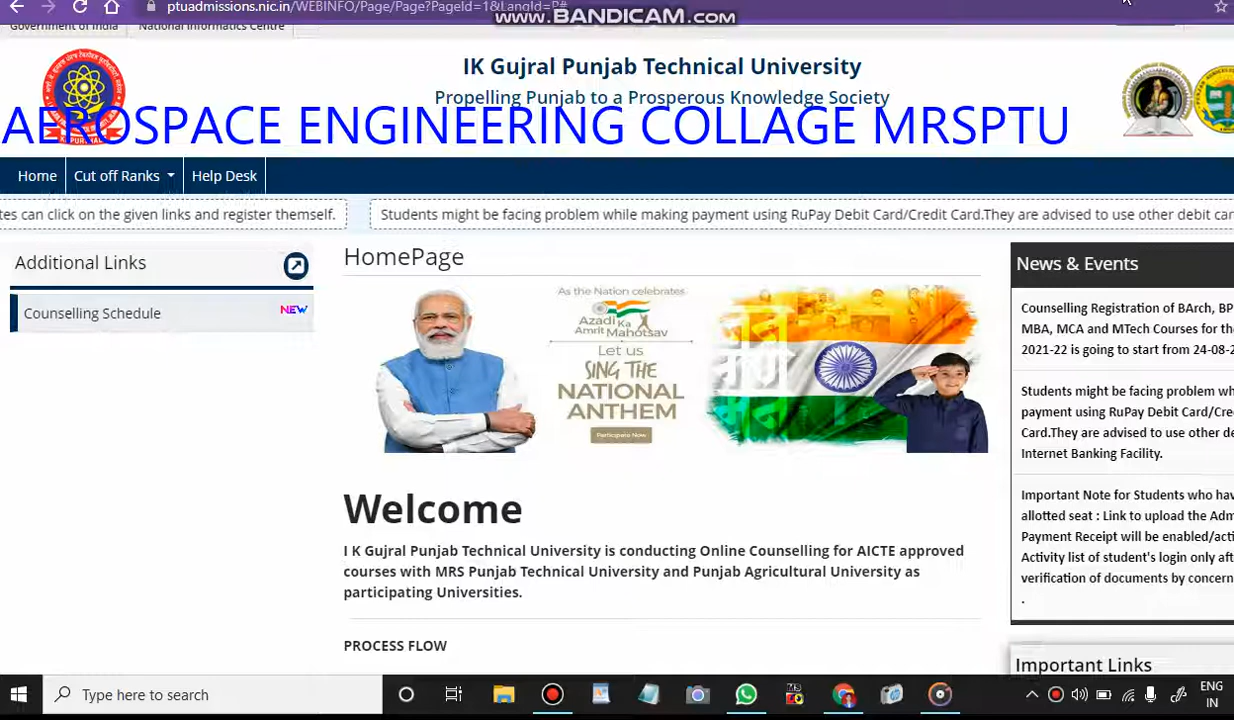 ptuadmissions.nic.in/WEBINFO/Page/Page?PageId=1&LangId=P#
www.BANDICAM.com
Government of India
National Informatics Centre
IK Gujral Punjab Technical University
Propelling Punjab to a Prosperous Knowledge Society
AEROSPACE ENGINEERING COLLAGE MRSPTU
Home
Cut off Ranks
Help Desk
tes can click on the given links and register themself.
Students might be facing problem while making payment using RuPay Debit Card/Credit Card.They are advised to use other debit car
Additional Links
Counselling Schedule
NEW
HomePage
As the Nation celebrates
Azadi Ka
Amrit Mahotsav
Let us
SING THE
NATIONAL
ANTHEM
Participate Now
जन
गण
मन
News & Events
Counselling Registration of BArch, BP
MBA, MCA and MTech Courses for the
2021-22 is going to start from 24-08-2
Students might be facing problem wh
payment using RuPay Debit Card/Cre
Card.They are advised to use other de
Internet Banking Facility.
Important Note for Students who hav
allotted seat : Link to upload the Adm
Payment Receipt will be enabled/acti
Activity list of student's login only aft
verification of documents by concern
.
Welcome
I K Gujral Punjab Technical University is conducting Online Counselling for AICTE approved
courses with MRS Punjab Technical University and Punjab Agricultural University as
participating Universities.
PROCESS FLOW
Important Links
Type here to search
ENG
IN